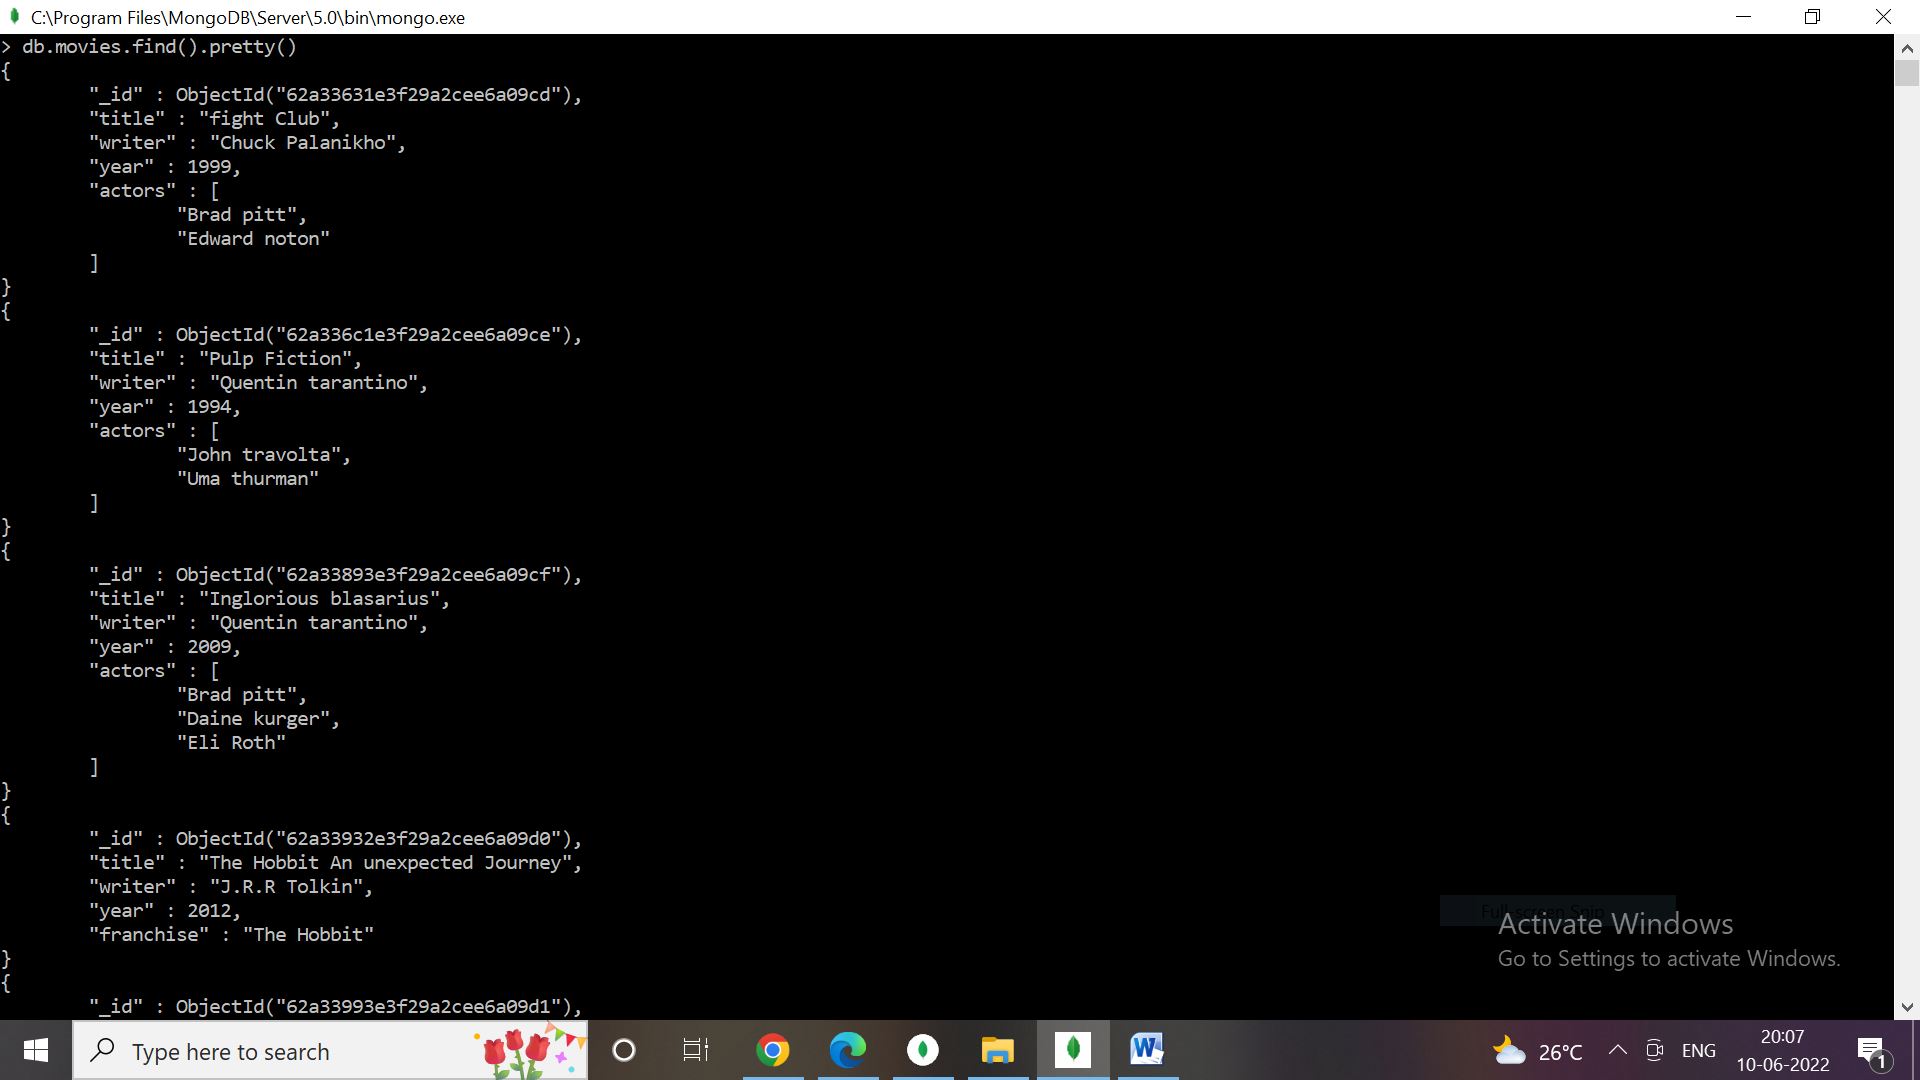 C:\Program Files\MongoDB\Server\5.0\bin\mongo.exe
> db.movies.find().pretty()
{
"_id" : ObjectId("62a33631e3f29a2cee6a09cd"),
"title" : "fight Club",
"writer" : "Chuck Palanikho",
"year" : 1999,
"actors" : [
"Brad pitt",
"Edward noton"
]
}
{
"_id" : ObjectId("62a336c1e3f29a2cee6a09ce"),
"title" : "Pulp Fiction",
"writer" : "Quentin tarantino",
"year" : 1994,
"actors" : [
"John travolta",
"Uma thurman"
]
}
{
"_id" : ObjectId("62a33893e3f29a2cee6a09cf"),
"title" : "Inglorious blasarius",
"writer" : "Quentin tarantino",
"year" : 2009,
"actors" : [
"Brad pitt",
"Daine kurger",
"Eli Roth"
]
}
{
"_id" : ObjectId("62a33932e3f29a2cee6a09d0"),
"title" : "The Hobbit An unexpected Journey",
"writer" : "J.R.R Tolkin",
"year" : 2012,
"franchise" : "The Hobbit"
}
{
"_id" : ObjectId("62a33993e3f29a2cee6a09d1"),
Full-screen Snip
Activate Windows
Go to Settings to activate Windows.
Type here to search
26°C
ENG
20:07
10-06-2022
1